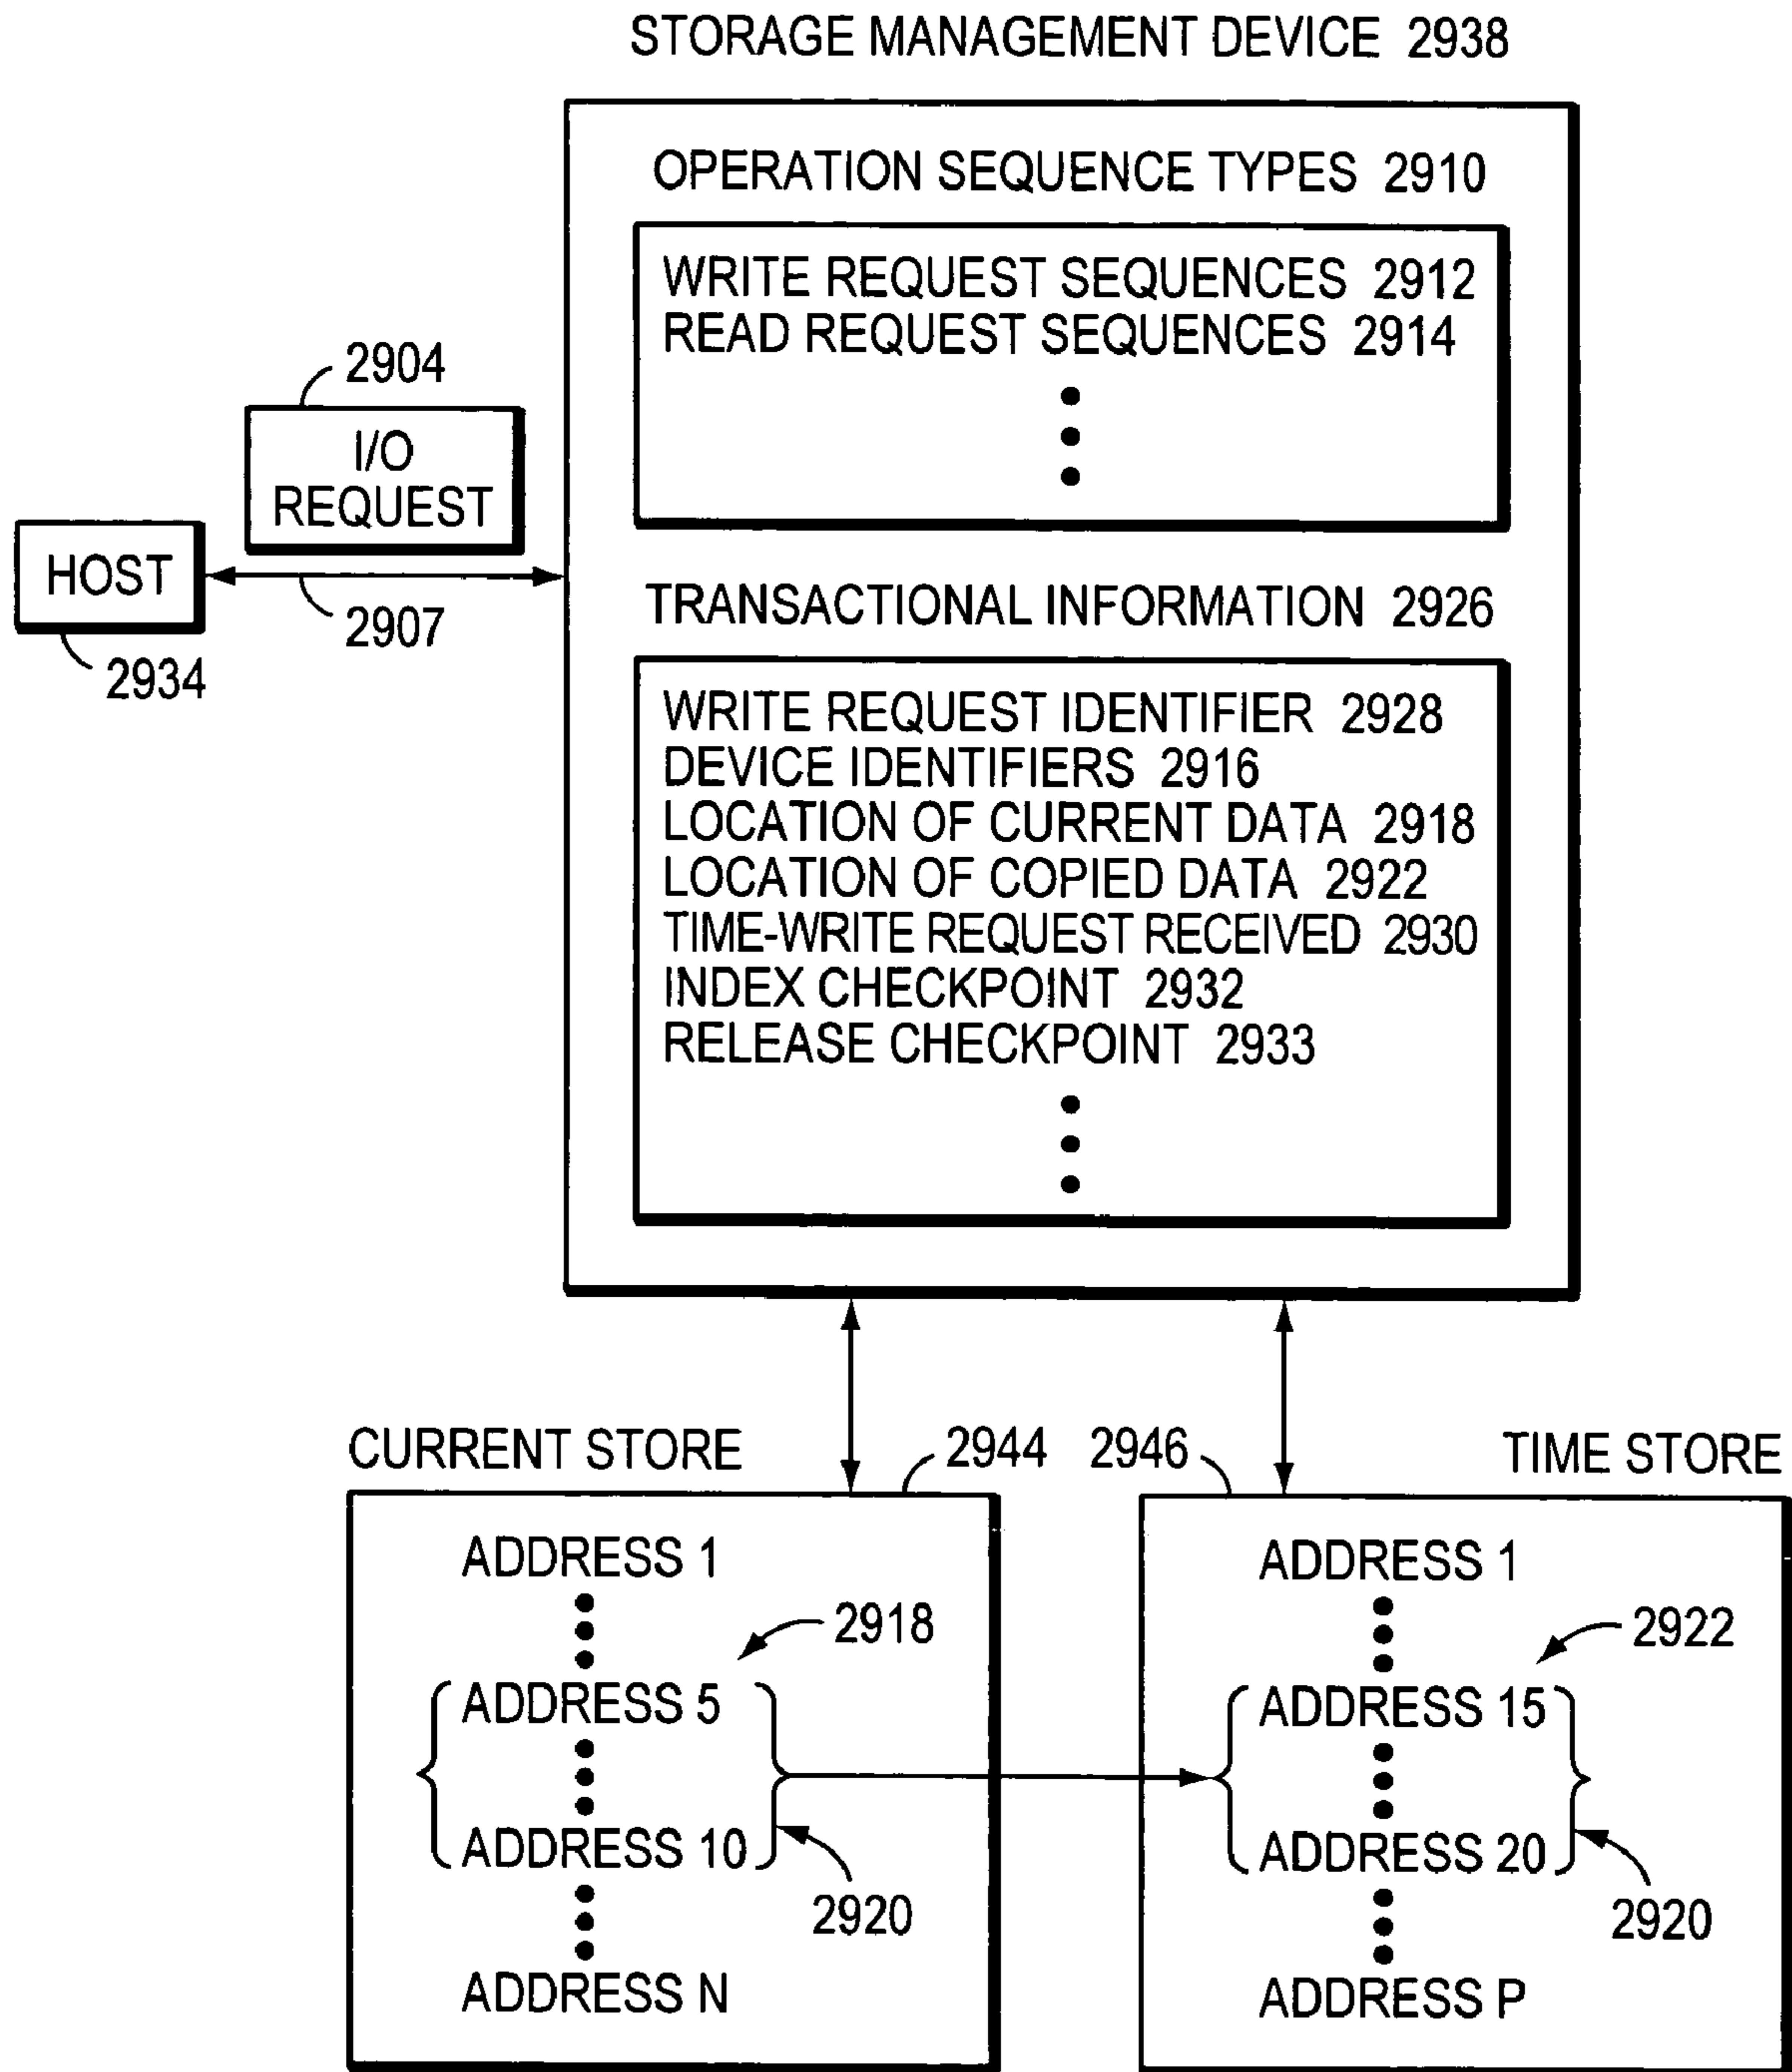 STORAGE MANAGEMENT DEVICE 2938
OPERATION SEQUENCE TYPES 2910
WRITE REQUEST SEQUENCES 2912
READ REQUEST SEQUENCES 2914
2904
I/O
REQUEST
HOST
2907
2934
TRANSACTIONAL INFORMATION 2926
WRITE REQUEST IDENTIFIER 2928
DEVICE IDENTIFIERS 2916
LOCATION OF CURRENT DATA 2918
LOCATION OF COPIED DATA 2922
TIME-WRITE REQUEST RECEIVED 2930
INDEX CHECKPOINT 2932
RELEASE CHECKPOINT 2933
CURRENT STORE
2944
ADDRESS 1
2918
ADDRESS 5
ADDRESS 10
2920
ADDRESS N
2946
TIME STORE
ADDRESS 1
2922
ADDRESS 15
ADDRESS 20
2920
ADDRESS P